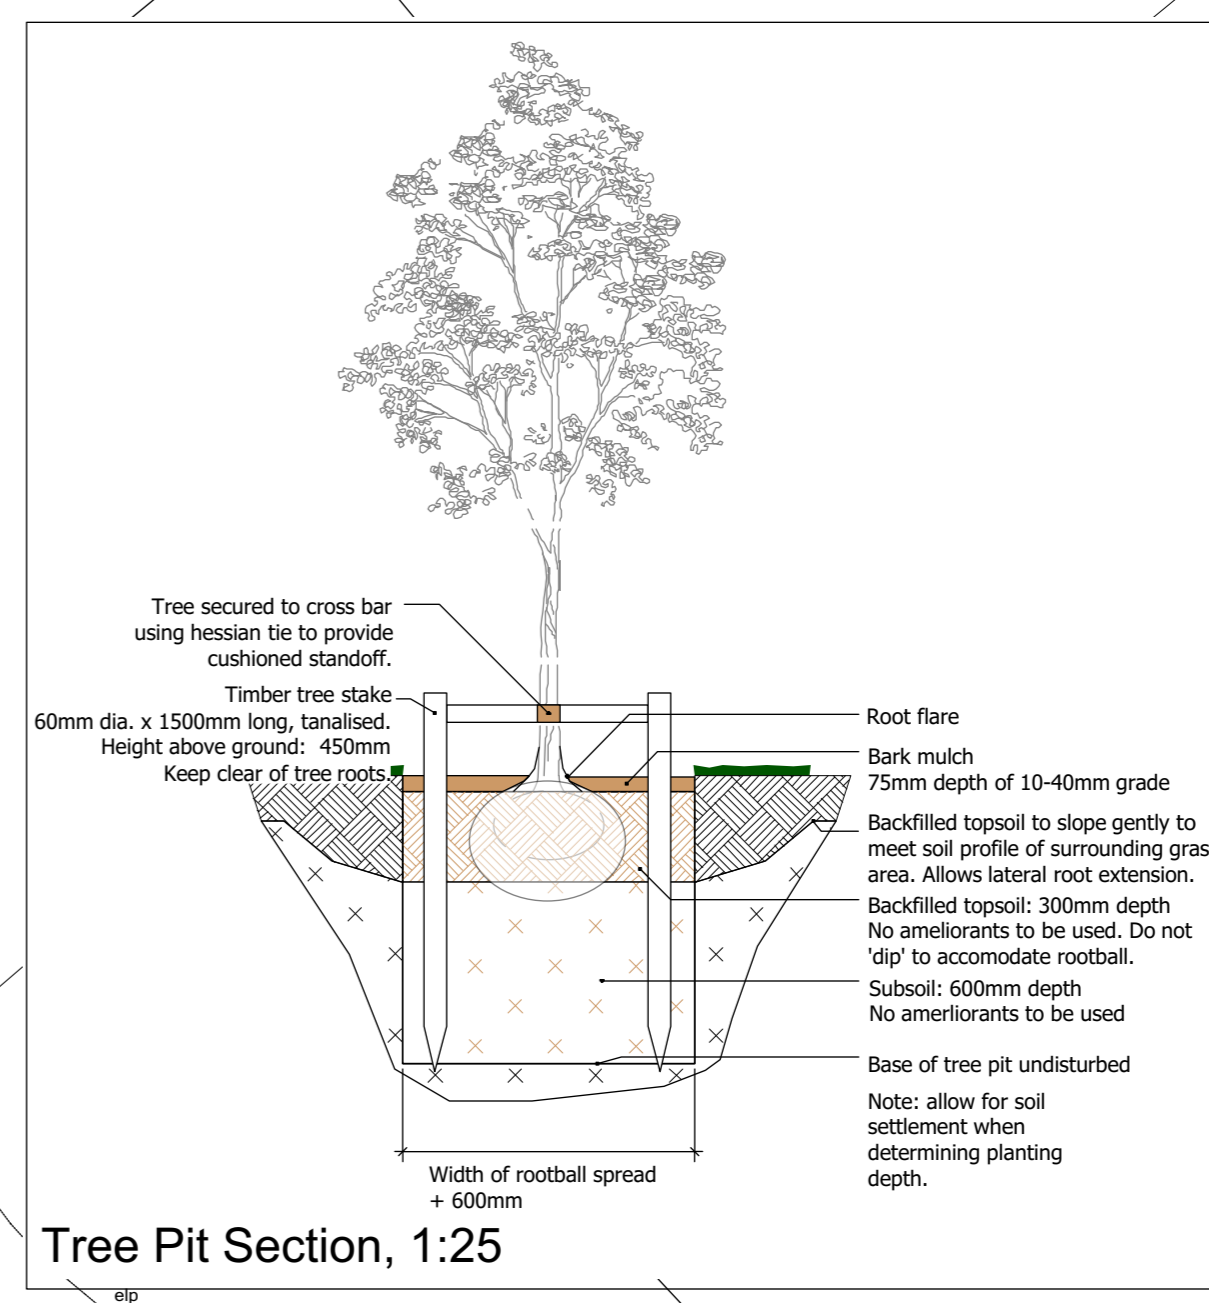 Tree secured to cross bar
using hessian tie to provide
cushioned standoff.
Timber tree stake
60mm dia. x 1500mm long, tanalised.
Height above ground: 450mm
Keep clear of tree roots.
Root flare
Bark mulch
75mm depth of 10-40mm grade
Backfilled topsoil to slope gently to
meet soil profile of surrounding gras
area. Allows lateral root extension.
Backfilled topsoil: 300mm depth
No ameliorants to be used. Do not
'dip' to accomodate rootball.
Subsoil: 600mm depth
No amerliorants to be used
Base of tree pit undisturbed
Note: allow for soil
settlement when
determining planting
depth.
Width of rootball spread
+ 600mm
Tree Pit Section, 1:25
elp